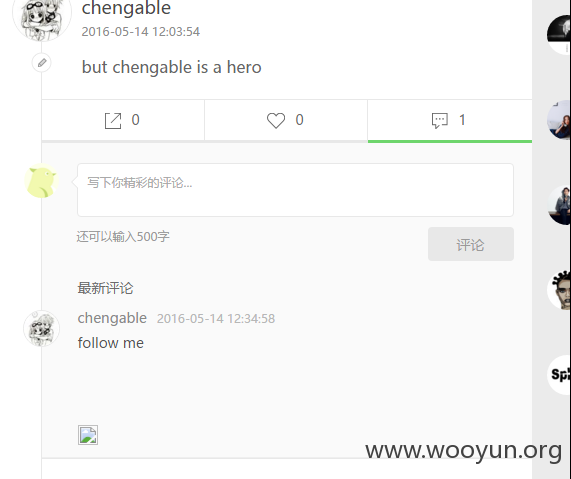 chengable
2016-05-14 12:03:54
but chengable is a hero
0
0
1
写下你精彩的评论...
还可以输入500字
评论
最新评论
chengable 2016-05-14 12:34:58
follow me
www.wooyun.org